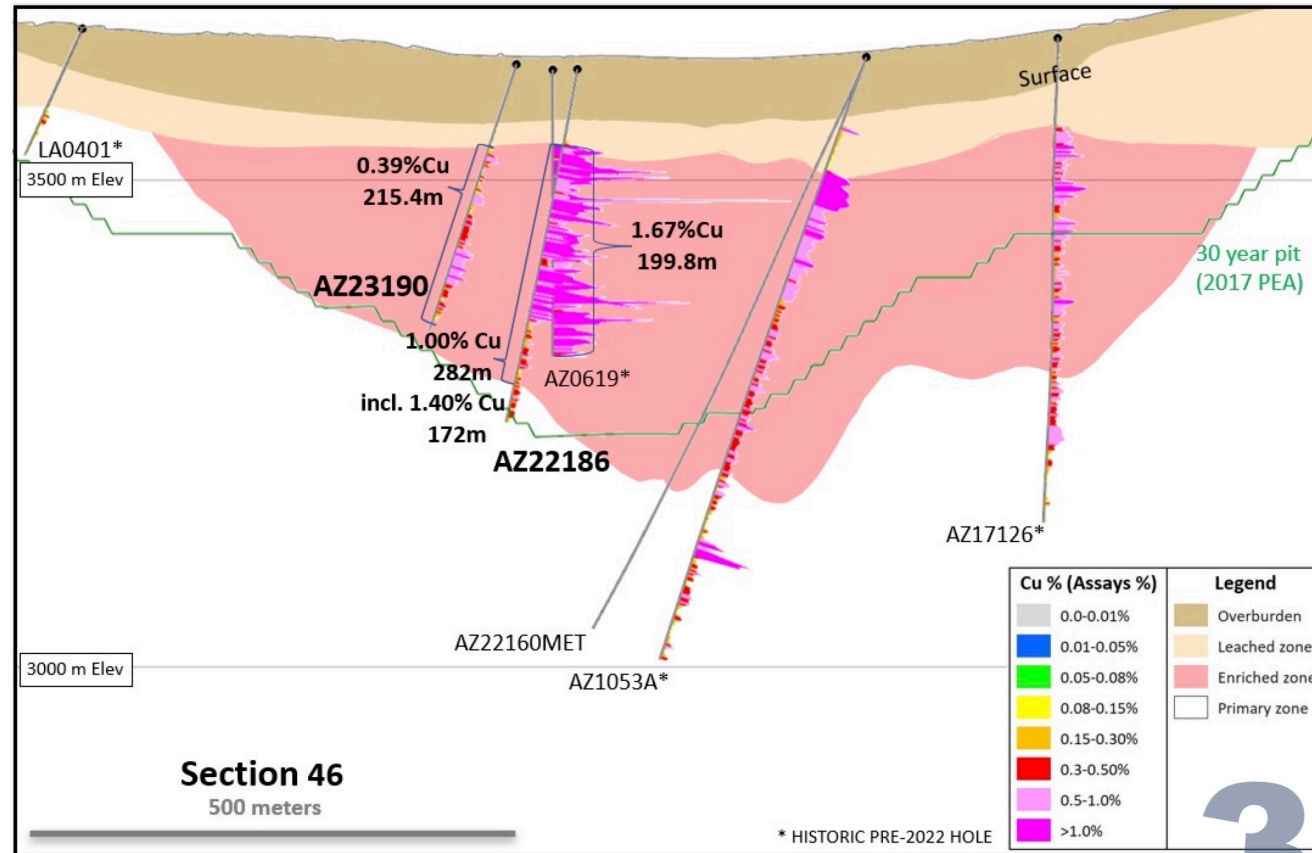 Surface
LA0401*
3500 m Elev
0.39%Cu
215.4m
1.67%Cu
199.8m
30 year pit
(2017 PEA)
AZ23190
1.00% Cu
282m
incl. 1.40% Cu
172m
AZ0619*
AZ22186
AZ17126*
AZ22160MET
AZ1053A*
3000 m Elev
Section 46
500 meters
* HISTORIC PRE-2022 HOLE
Cu % (Assays %)
0.0-0.01%
0.01-0.05%
0.05-0.08%
0.08-0.15%
0.15-0.30%
0.3-0.50%
0.5-1.0%
>1.0%
Legend
Overburden
Leached zone
Enriched zone
Primary zone
3